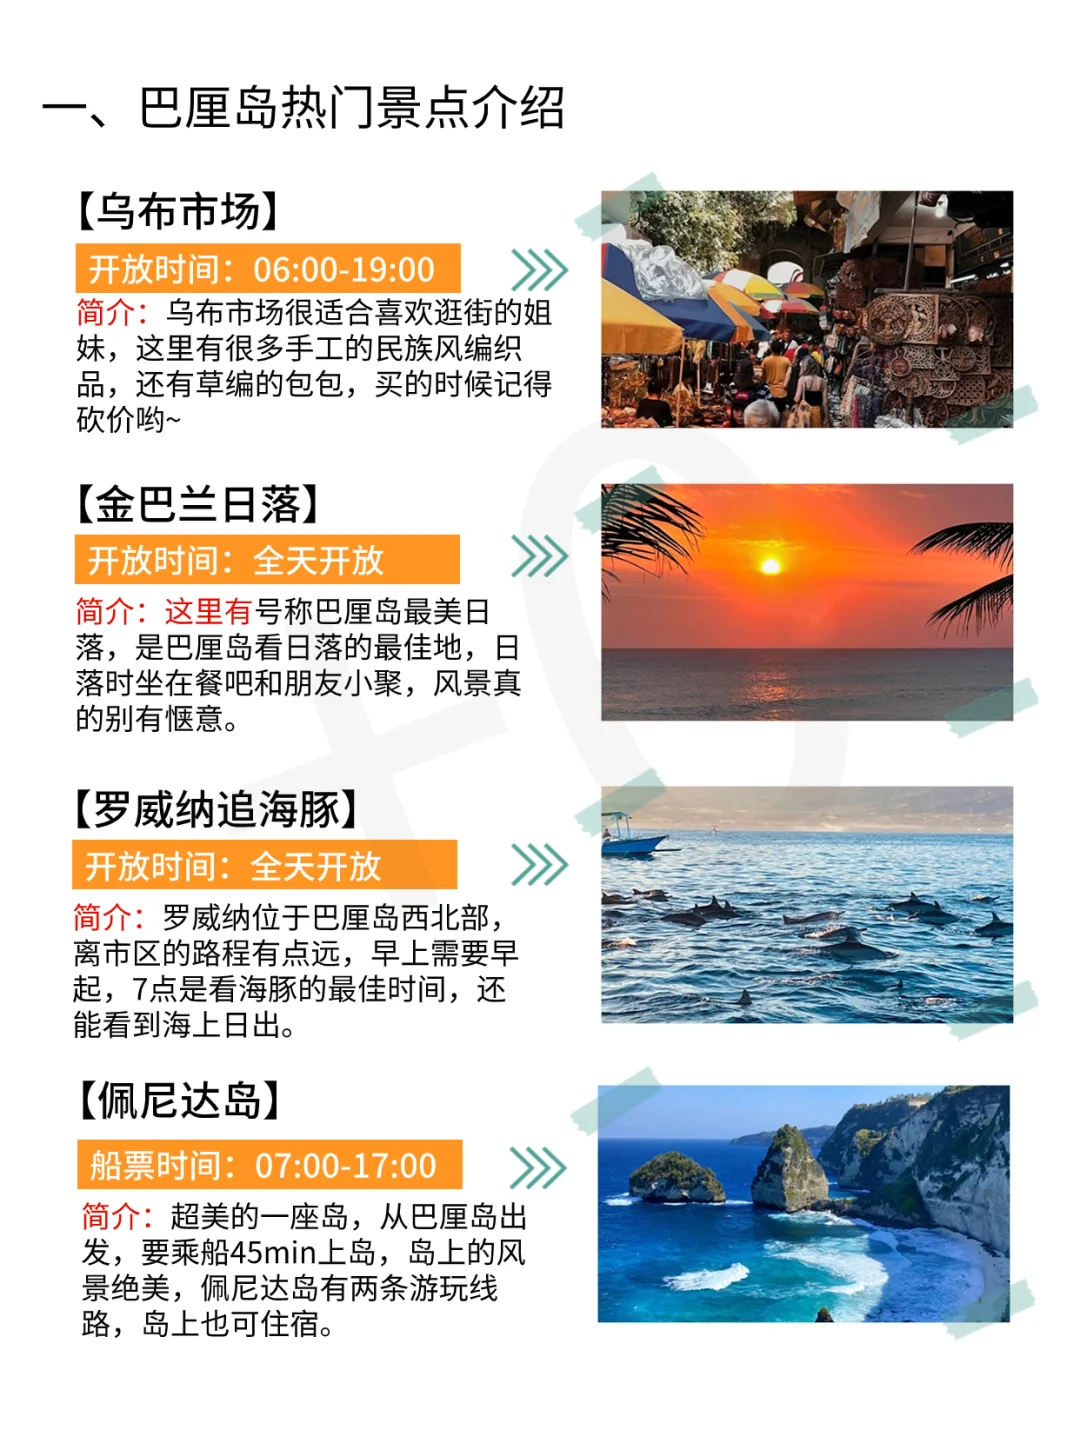 一、巴厘岛热门景点介绍
【乌布市场】
开放时间：06:00-19:00
简介：乌布市场很适合喜欢逛街的姐
妹，这里有很多手工的民族风编织
品，还有草编的包包，买的时候记得
砍价哟~
【金巴兰日落】
开放时间：全天开放
简介：这里有号称巴厘岛最美日
落，是巴厘岛看日落的最佳地，日
落时坐在餐吧和朋友小聚，风景真
的别有惬意。
【罗威纳追海豚】
开放时间：全天开放
简介：罗威纳位于巴厘岛西北部，
离市区的路程有点远，早上需要早
起，7点是看海豚的最佳时间，还
能看到海上日出。
【佩尼达岛】
船票时间：07:00-17:00
简介：超美的一座岛，从巴厘岛出
发，要乘船45min上岛，岛上的风
景绝美，佩尼达岛有两条游玩线
路，岛上也可住宿。